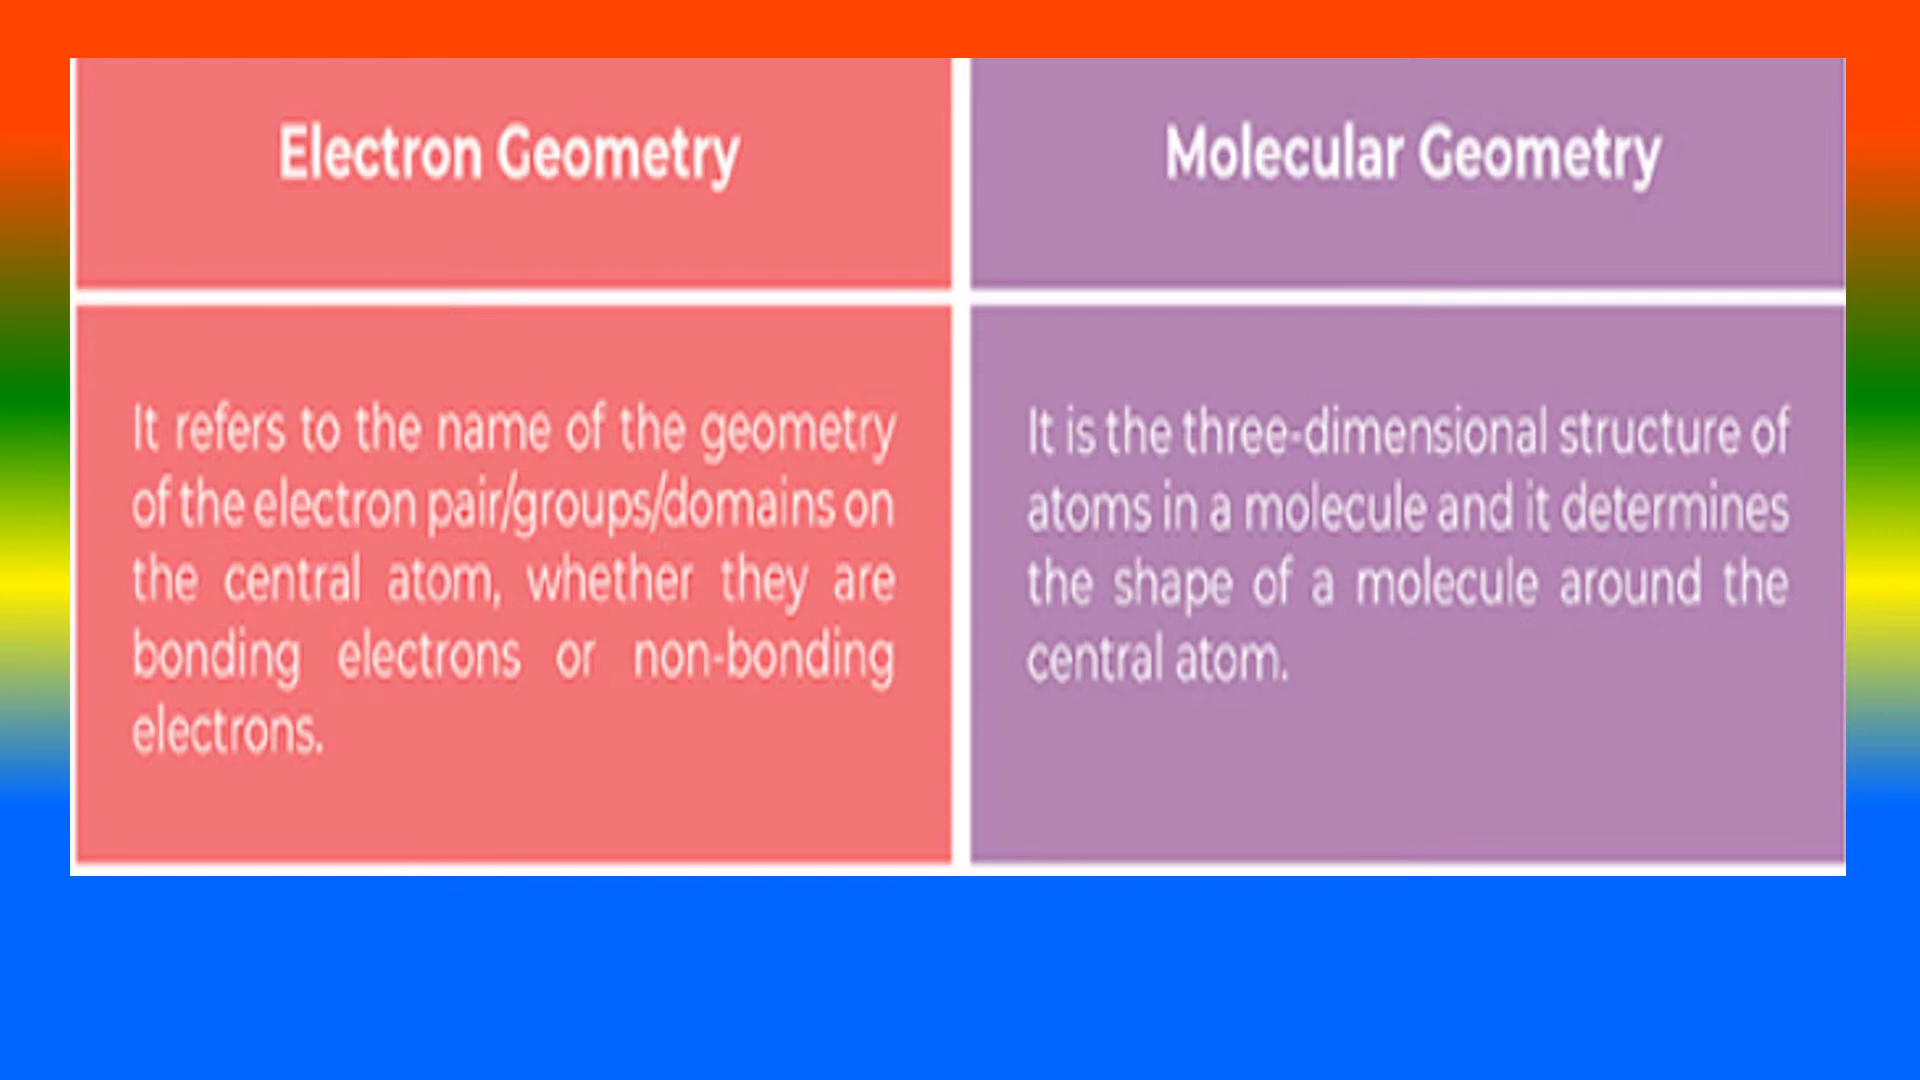 Electron Geometry
Molecular Geometry
It refers to the name of the geometry
of the electron pair/groups/domains on
the central atom, whether they are
bonding electrons or non-bonding
electrons.
It is the three-dimensional structure of
atoms in a molecule and it determines
the shape of a molecule around the
central atom.